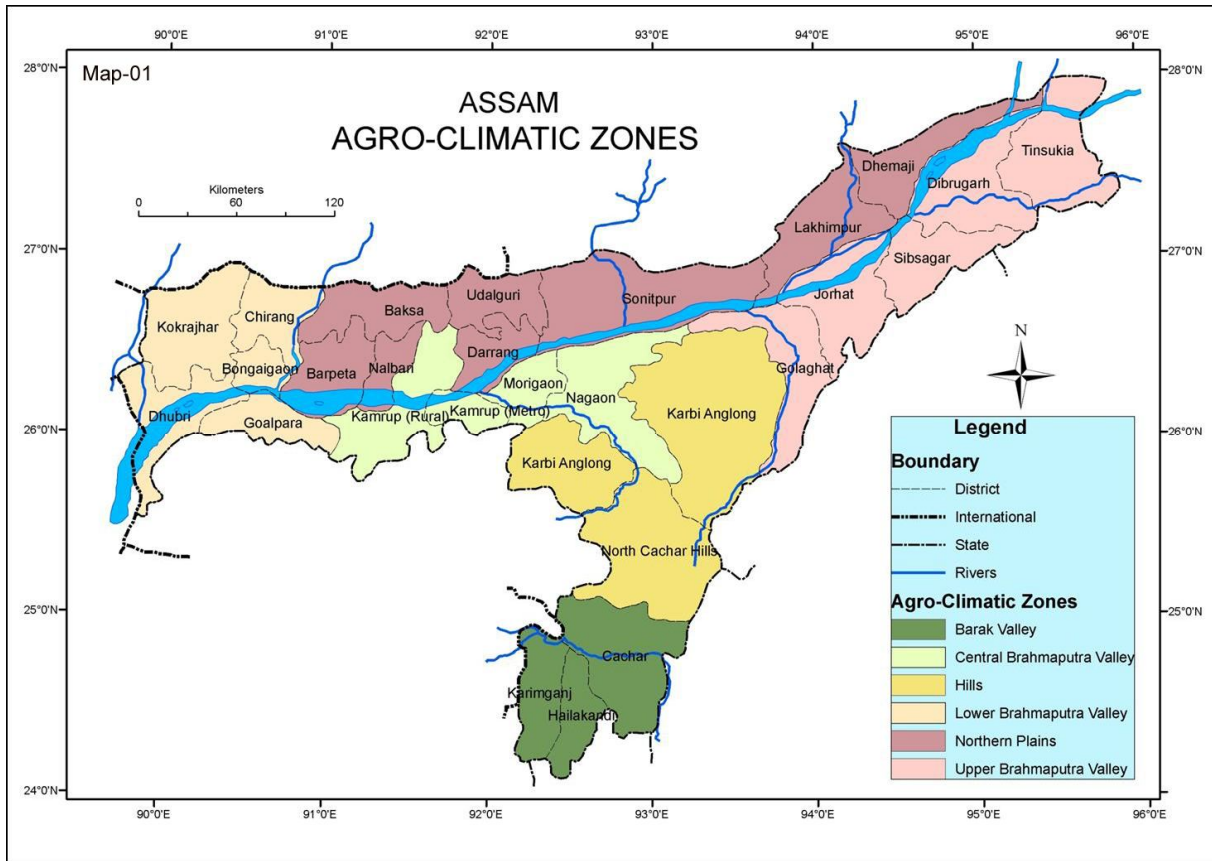 90°0'E 91°0'E 92°0'E 93°0'E 94°0'E 95°0'E 96°0'E
28°0'N
28°0'N
Map-01
ASSAM
AGRO-CLIMATIC ZONES
Kilometers
0 60 120
Tinsukia
Dhemaji
Dibrugarh
Lakhimpur
27°0'N
27°0'N
Sibsagar
Udalguri
Sonitpur
Jorhat
Baksa
Chirang
Kokrajhar
Darrang
Golaghat
Bongaigaon
Barpeta
Nalbari
Morigaon
Nagaon
Karbi Anglong
Dhubri
Goalpara
Kamrup (Rural)
Kamrup (Metro)
26°0'N
26°0'N
Karbi Anglong
North Cachar Hills
25°0'N
25°0'N
Cachar
Karimganj
Hailakandi
24°0'N
24°0'N
N
Legend
Boundary
District
International
State
Rivers
Agro-Climatic Zones
Barak Valley
Central Brahmaputra Valley
Hills
Lower Brahmaputra Valley
Northern Plains
Upper Brahmaputra Valley
90°0'E 91°0'E 92°0'E 93°0'E 94°0'E 95°0'E 96°0'E